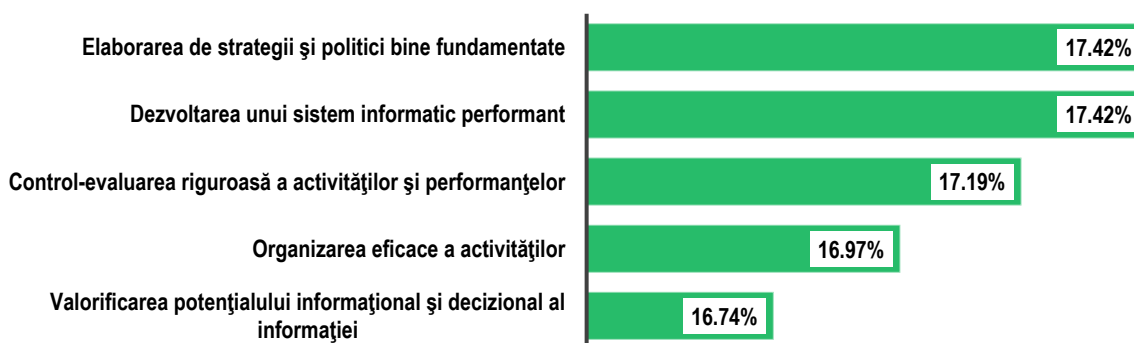 Elaborarea de strategii şi politici bine fundamentate
17.42%
Dezvoltarea unui sistem informatic performant
17.42%
Control-evaluarea riguroasă a activităţilor şi performanţelor
17.19%
Organizarea eficace a activităţilor
16.97%
Valorificarea potenţialului informaţional şi decizional al
informaţiei
16.74%